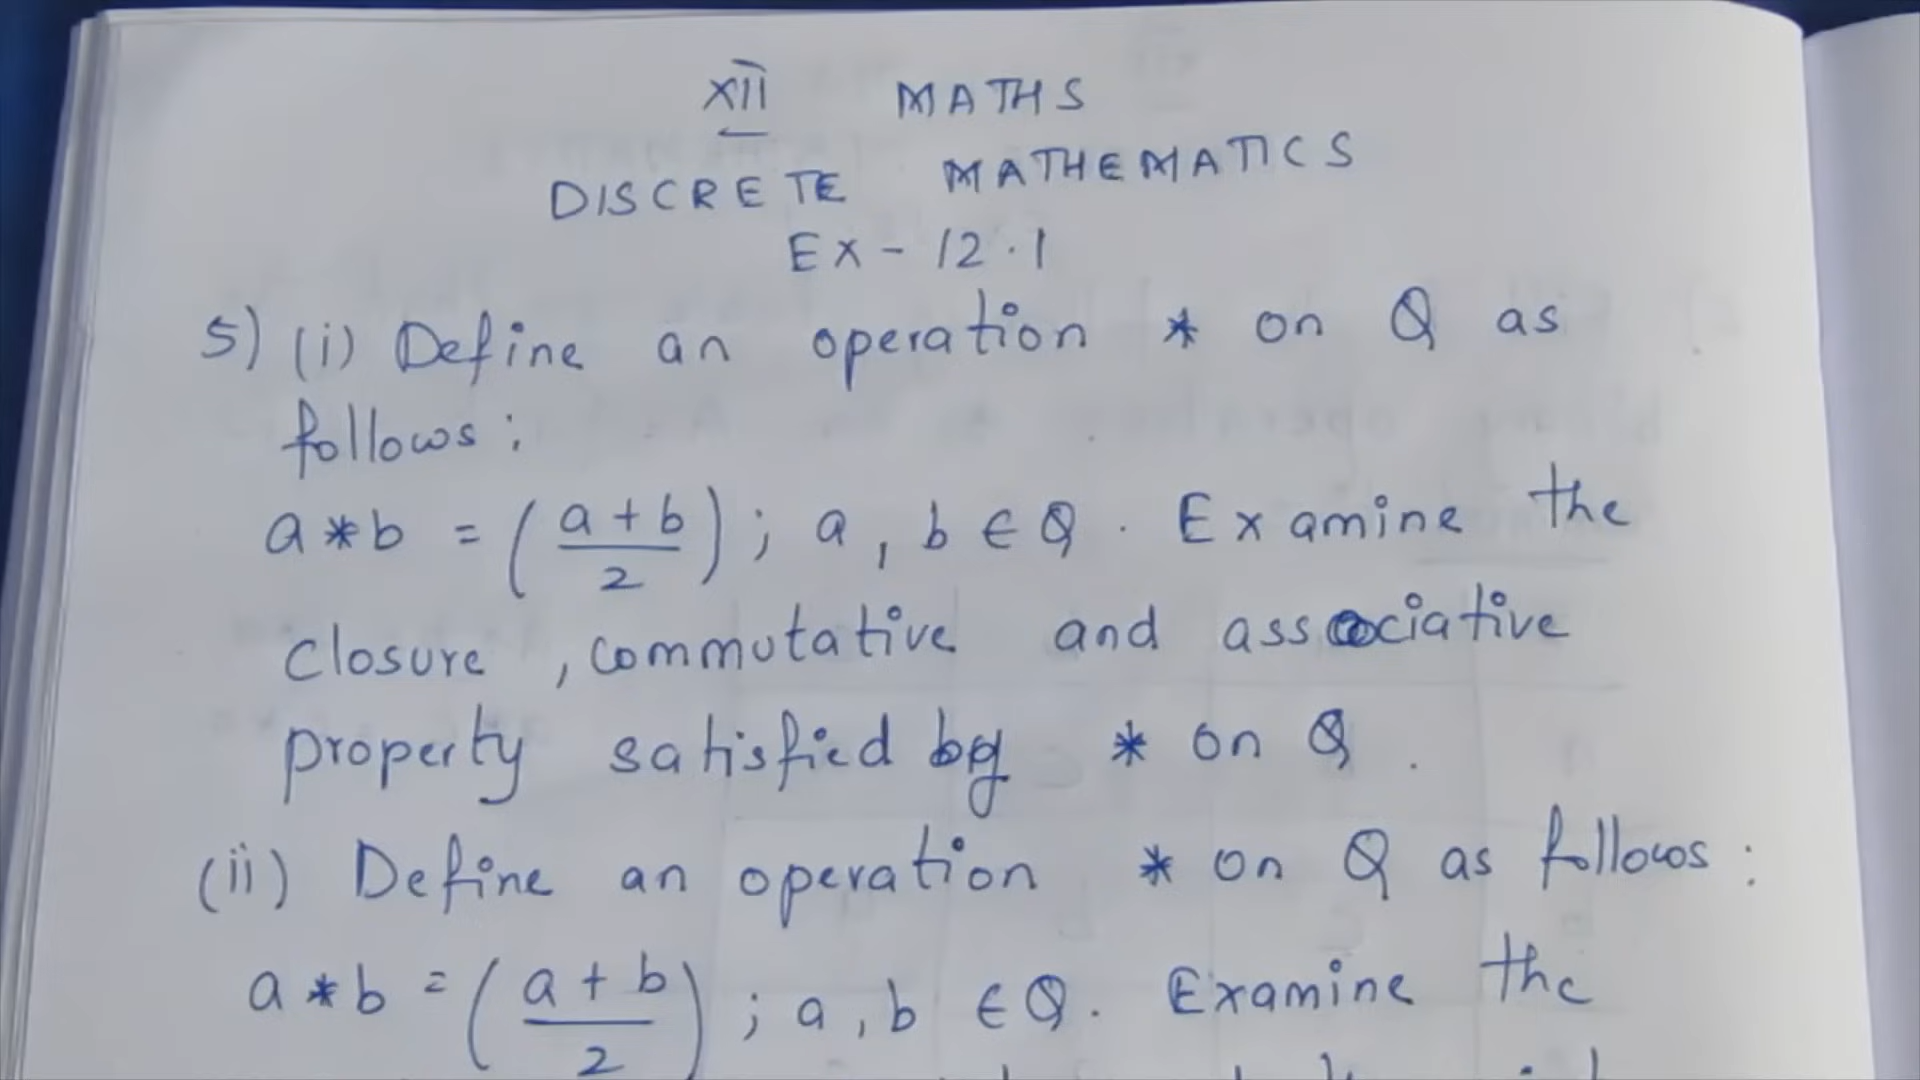 XII MATHS
DISCRETE MATHEMATICS
EX - 12.1
5) (i) Define an operation * on Q as
follows:
a * b = (a + b / 2); a, b ∈ Q. Examine the
closure, commutative and associative
property satisfied by * on Q.
(ii) Define an operation * on Q as follows:
a * b = (a + b / 2); a, b ∈ Q. Examine the